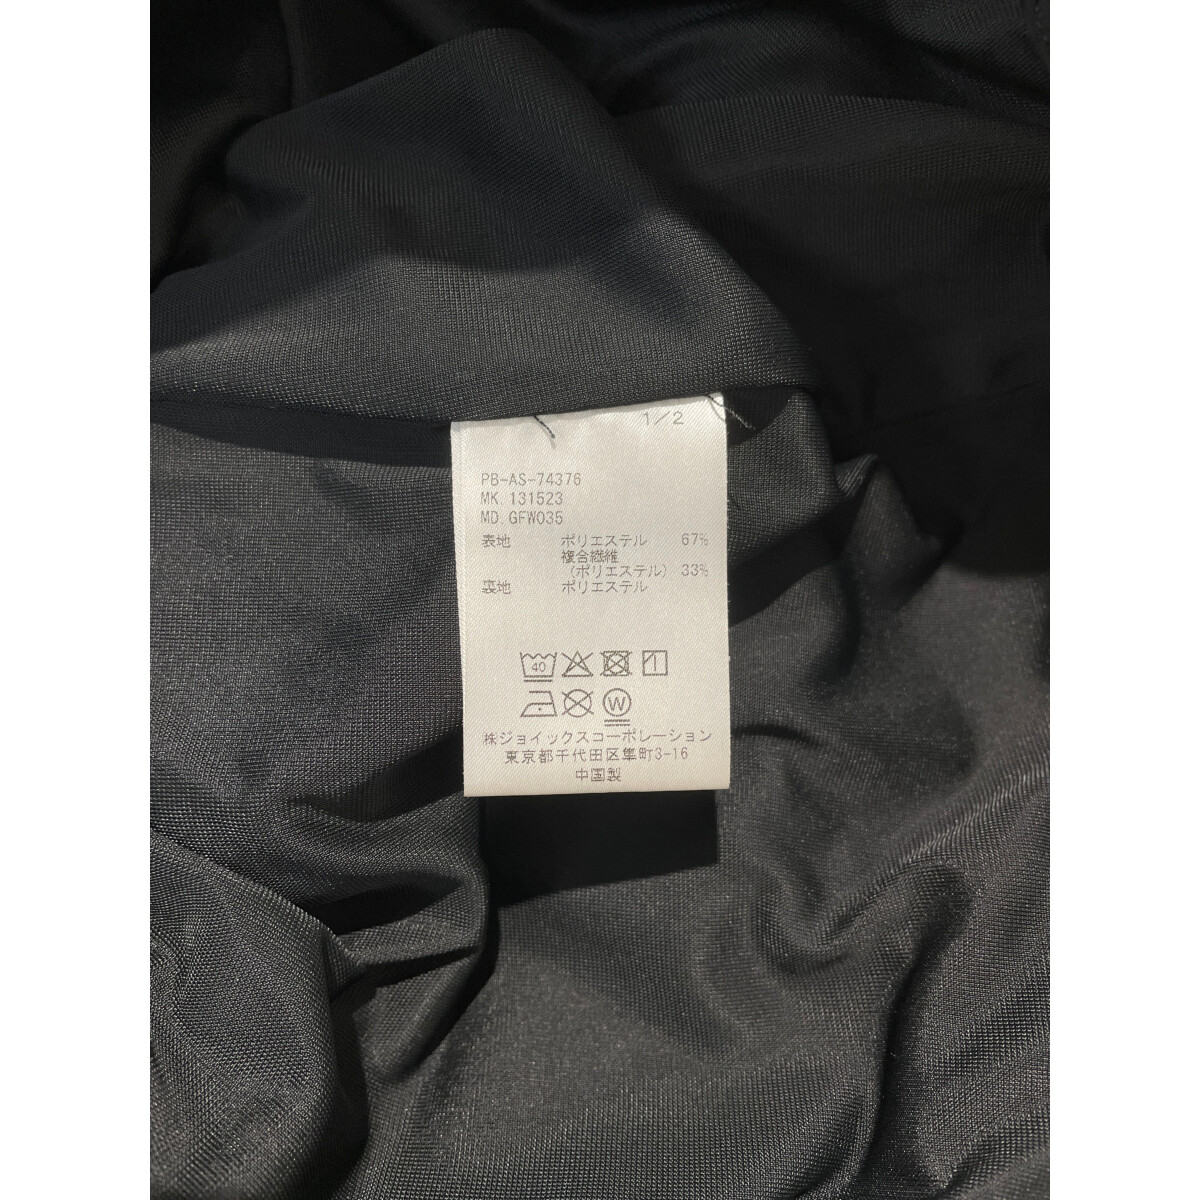 1/2
PB-AS-74376
MK.131523
MD.GFW035
表地 ポリエステル 67%
複合繊維
(ポリエステル) 33%
裏地 ポリエステル
40
W
株ジョイックスコーポレーション
東京都千代田区隼町3-16
中国製